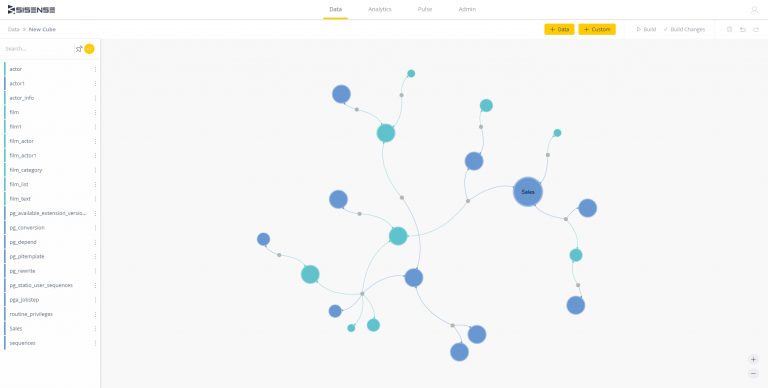 SISENSE
Data Analytics Pulse Admin
Data > New Cube
+ Data + Custom Build Build Changes
Search...
actor
actor1
actor_info
film
film1
film_actor
film_actor1
film_category
film_list
film_text
pg_available_extension_versio...
pg_conversion
pg_depend
pg_pltemplate
pg_rewrite
pg_statio_user_sequences
pga_jobstep
routine_privileges
Sales
sequences
Sales